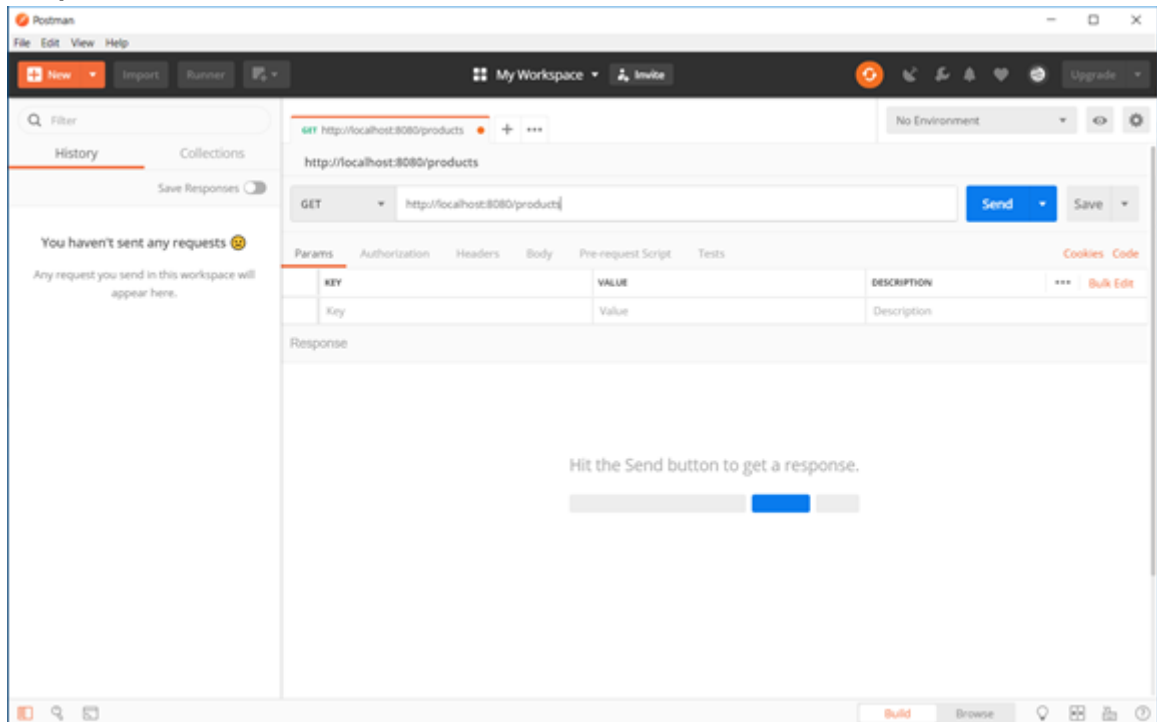 Postman
File Edit View Help
New Import Runner My Workspace Invite Upgrade
Filter
History Collections
Save Responses
You haven't sent any requests
Any request you send in this workspace will
appear here.
GET http://localhost:8080/products
No Environment
http://localhost:8080/products
GET http://localhost:8080/products Send Save
Params Authorization Headers Body Pre-request Script Tests Cookies Code
KEY VALUE DESCRIPTION Bulk Edit
Key Value Description
Response
Hit the Send button to get a response.
Build Browse